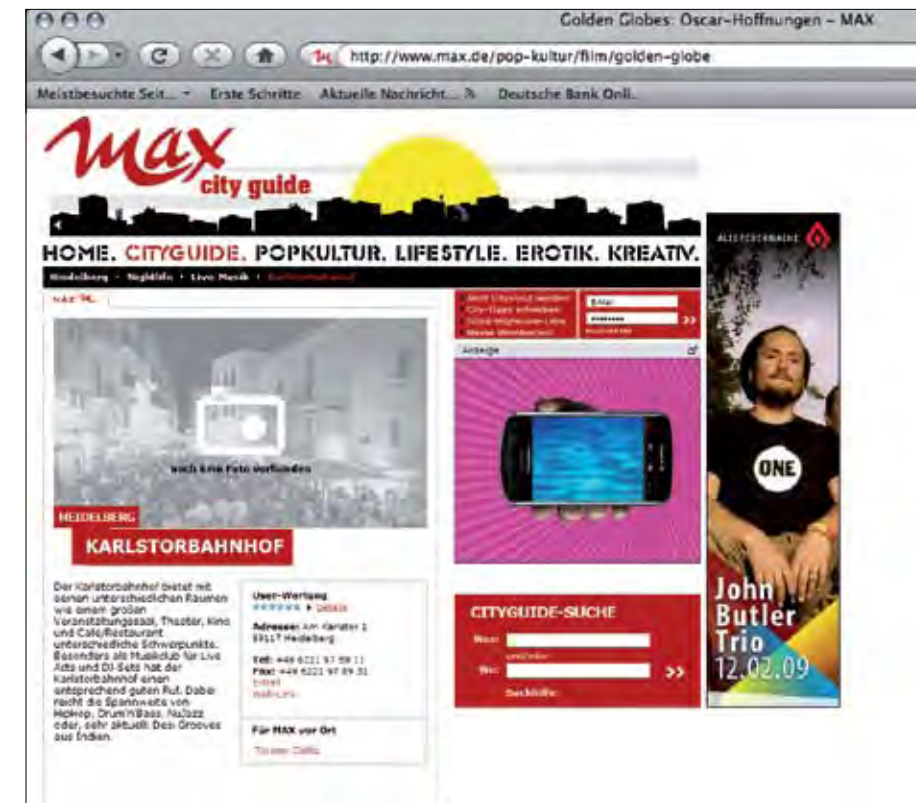 Golden Globes: Oscar-Hoffnungen – MAX
http://www.max.de/pop-kultur/film/golden-globe
Meistbesuchte Seit... Erste Schritte Aktuelle Nachricht... Deutsche Bank Onli...
max
city guide
HOME. CITYGUIDE. POPKULTUR. LIFESTYLE. EROTIK. KREATIV.
Heidelberg • Nightlife • Live Musik • Karlstorbahnhof
Anzeige
noch kein Foto vorhanden
HEIDELBERG
KARLSTORBAHNHOF
Der Karlstorbahnhof bietet mit
seinen unterschiedlichen Räumen
wie einem großen
Veranstaltungssaal, Theater, Kino
und Café/Restaurant
unterschiedliche Schwerpunkte.
Besonders als Musikclub für Live
Acts und DJ-Sets hat der
Karlstorbahnhof einen
entsprechend guten Ruf. Dabei
reicht die Spannweite von
HipHop, Drum'n'Bass, NuJazz
oder, sehr aktuell: Desi Grooves
aus Indien.
User-Wertung
Details
Adresse: Am Karlstor 1
69117 Heidelberg
Tel: +49 6221 97 89 11
Fax: +49 6221 97 89 31
Für MAX vor Ort
CITYGUIDE-SUCHE
Was:
und/oder
Wo:
>>
Suchhilfe
ONE
John
Butler
Trio
12.02.09